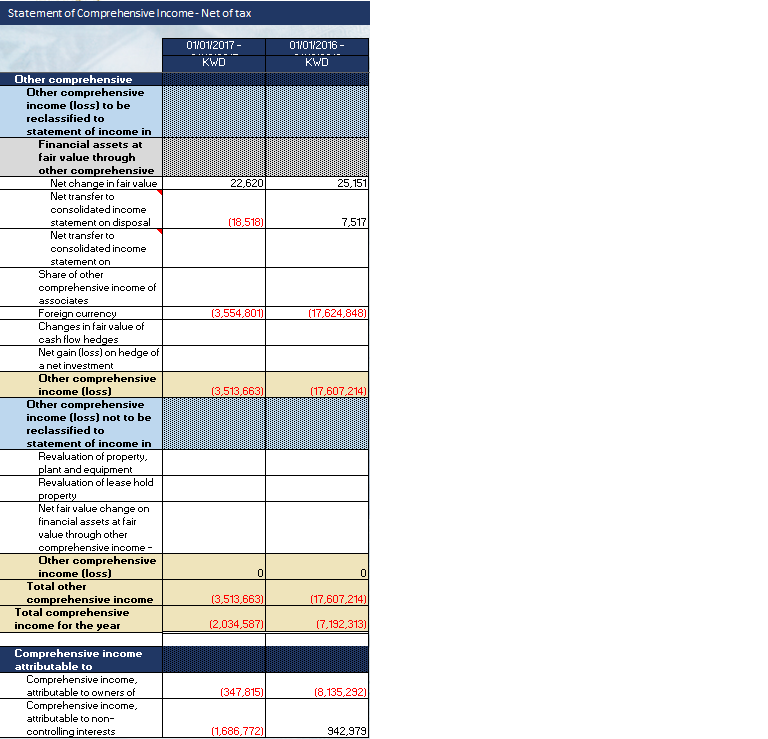 Statement of Comprehensive Income - Net of tax
01/01/2017 - 01/01/2016 -
KWD KWD
Other comprehensive
Other comprehensive
income (loss) to be
reclassified to
statement of income in
Financial assets at
fair value through
other comprehensive
Net change in fair value 22,620 25,151
Net transfer to
consolidated income
statement on disposal (18,518) 7,517
Net transfer to
consolidated income
statement on
Share of other
comprehensive income of
associates
Foreign currency (3,554,801) (17,624,848)
Changes in fair value of
cash flow hedges
Net gain (loss) on hedge of
a net investment
Other comprehensive
income (loss) (3,513,663) (17,607,214)
Other comprehensive
income (loss) not to be
reclassified to
statement of income in
Revaluation of property,
plant and equipment
Revaluation of lease hold
property
Net fair value change on
financial assets at fair
value through other
comprehensive income -
Other comprehensive
income (loss) 0 0
Total other
comprehensive income (3,513,663) (17,607,214)
Total comprehensive
income for the year (2,034,587) (7,192,313)
Comprehensive income
attributable to
Comprehensive income,
attributable to owners of (347,815) (8,135,292)
Comprehensive income,
attributable to non-
controlling interests (1,686,772) 942,979